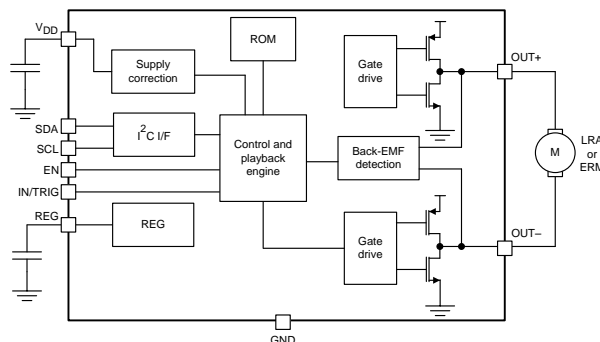 VDD
Supply
correction
ROM
Gate
drive
OUT+
SDA
SCL
I2C I/F
EN
IN/TRIG
Control and
playback
engine
Back-EMF
detection
M
LRA
or
ERM
REG
REG
Gate
drive
OUT–
GND